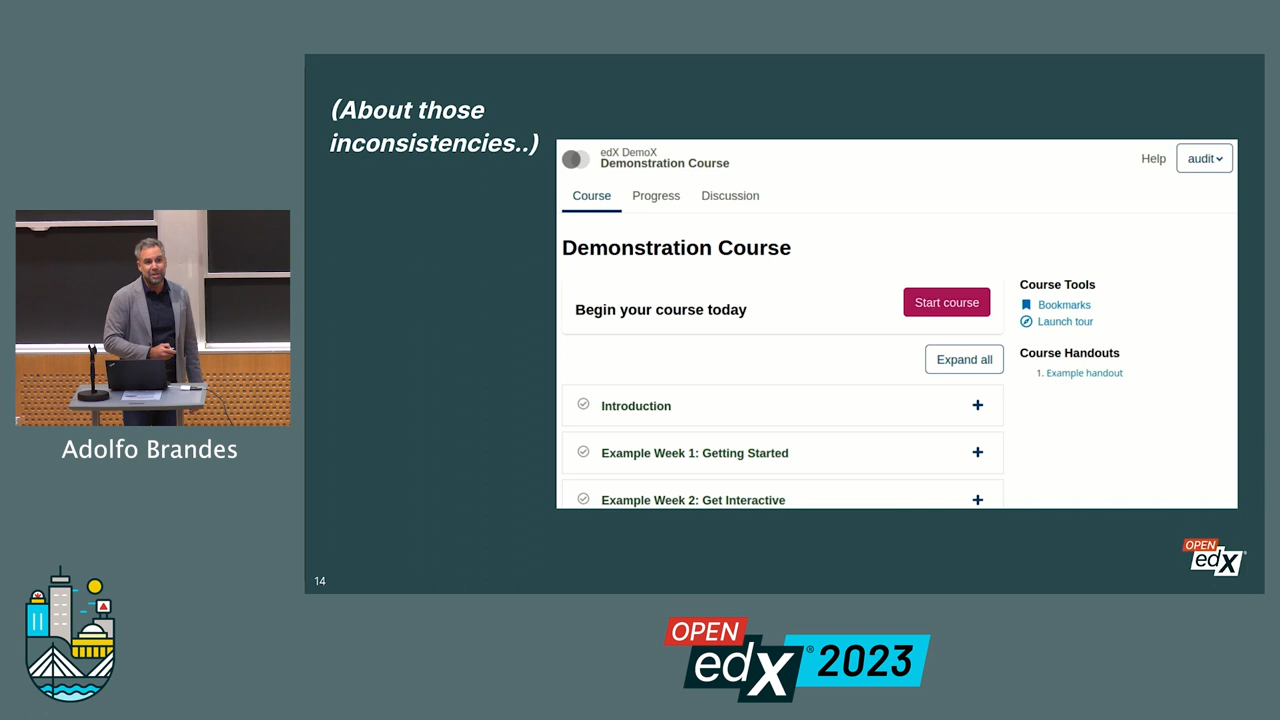 (About those
inconsistencies..)
edX DemoX
Demonstration Course
Help
audit
Course
Progress
Discussion
Demonstration Course
Begin your course today
Start course
Expand all
Introduction
Example Week 1: Getting Started
Example Week 2: Get Interactive
Course Tools
Bookmarks
Launch tour
Course Handouts
1. Example handout
Adolfo Brandes
14
OPEN
edX
OPEN
edX® 2023